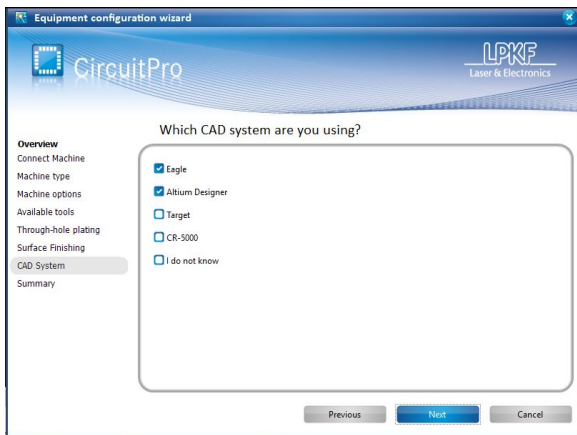 Equipment configuration wizard
CircuitPro
LPKF
Laser & Electronics
Which CAD system are you using?
Overview
Connect Machine
Machine type
Machine options
Available tools
Through-hole plating
Surface Finishing
CAD System
Summary
Eagle
Altium Designer
Target
CR-5000
I do not know
Previous
Next
Cancel